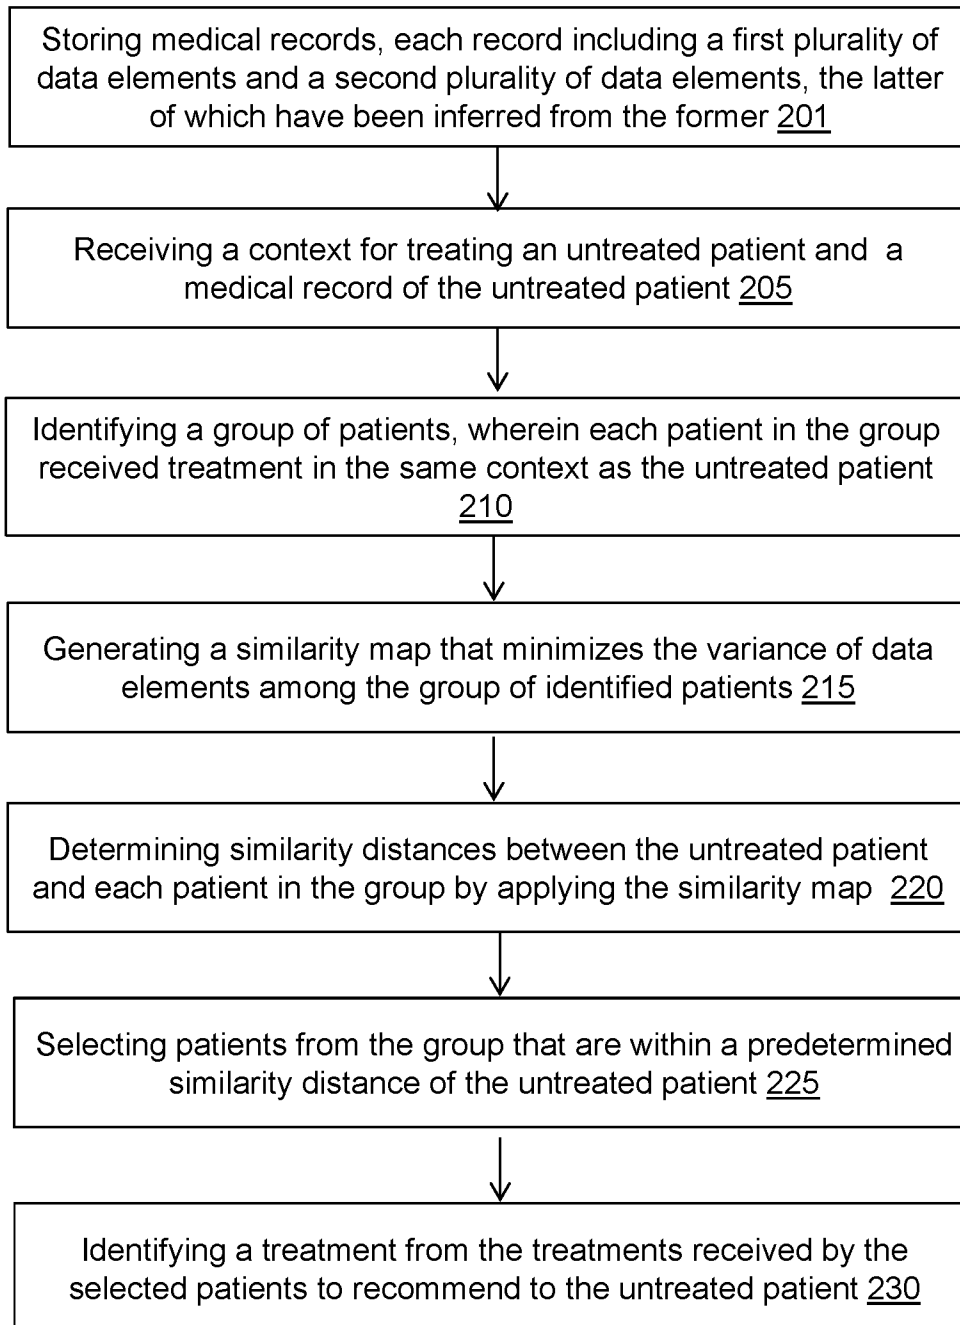 Storing medical records, each record including a first plurality of
data elements and a second plurality of data elements, the latter
of which have been inferred from the former 201
Receiving a context for treating an untreated patient and a
medical record of the untreated patient 205
Identifying a group of patients, wherein each patient in the group
received treatment in the same context as the untreated patient
210
Generating a similarity map that minimizes the variance of data
elements among the group of identified patients 215
Determining similarity distances between the untreated patient
and each patient in the group by applying the similarity map 220
Selecting patients from the group that are within a predetermined
similarity distance of the untreated patient 225
Identifying a treatment from the treatments received by the
selected patients to recommend to the untreated patient 230